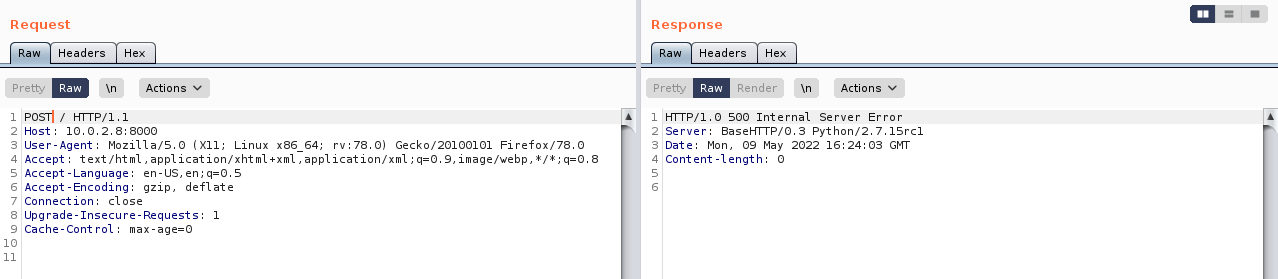 Request
Raw Headers Hex
Pretty Raw \n Actions
1 POST / HTTP/1.1
2 Host: 10.0.2.8:8000
3 User-Agent: Mozilla/5.0 (X11; Linux x86_64; rv:78.0) Gecko/20100101 Firefox/78.0
4 Accept: text/html,application/xhtml+xml,application/xml;q=0.9,image/webp,*/*;q=0.8
5 Accept-Language: en-US,en;q=0.5
6 Accept-Encoding: gzip, deflate
7 Connection: close
8 Upgrade-Insecure-Requests: 1
9 Cache-Control: max-age=0
10
11
Response
Raw Headers Hex
Pretty Raw Render \n Actions
1 HTTP/1.0 500 Internal Server Error
2 Server: BaseHTTP/0.3 Python/2.7.15rc1
3 Date: Mon, 09 May 2022 16:24:03 GMT
4 Content-length: 0
5
6